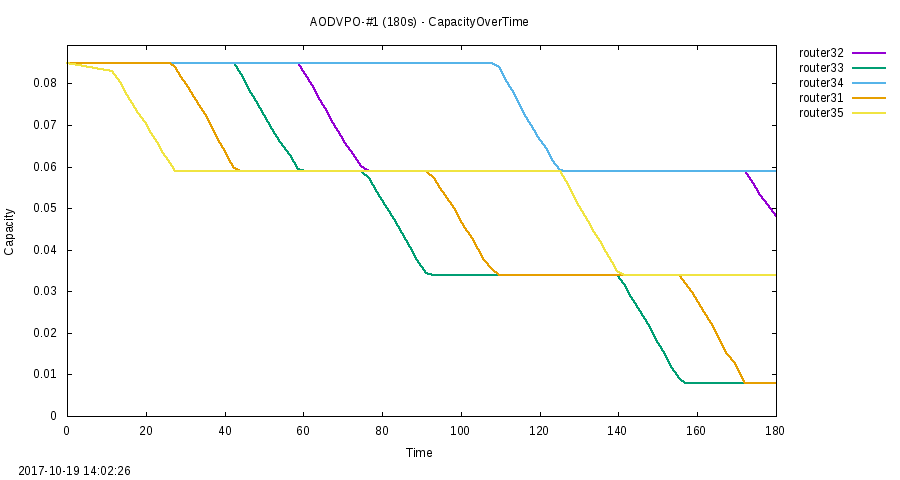 AODVPO-#1 (180s) - CapacityOverTime
router32
router33
router34
router31
router35
0.08
0.07
0.06
0.05
0.04
0.03
0.02
0.01
0
Capacity
0 20 40 60 80 100 120 140 160 180
Time
2017-10-19 14:02:26